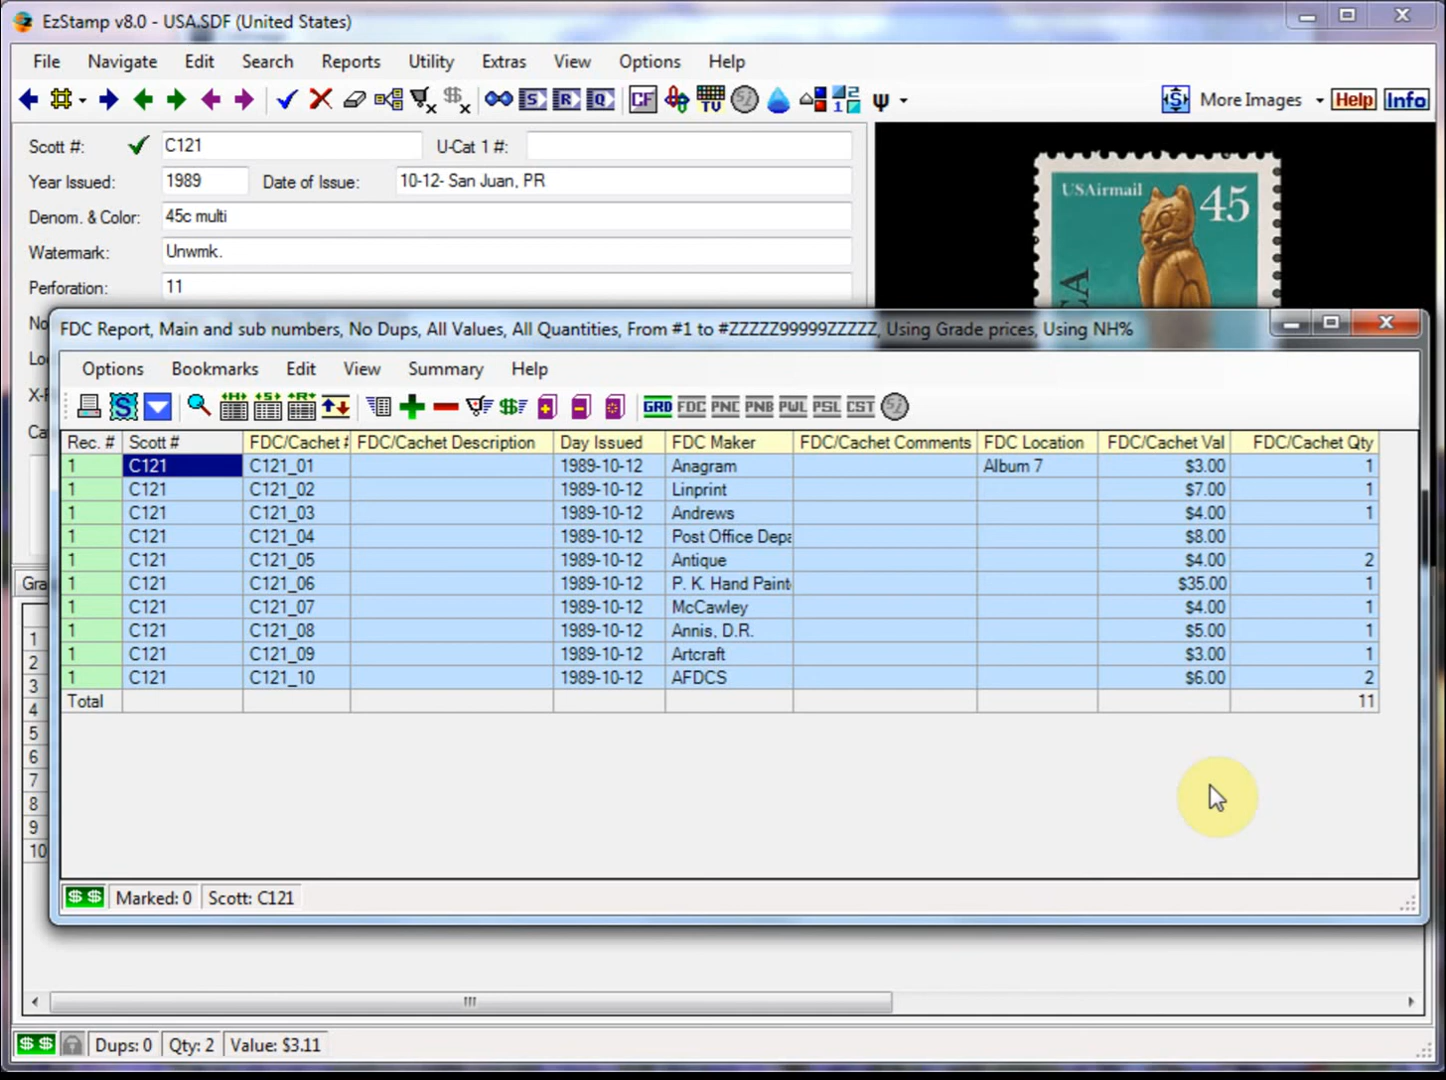 EzStamp v8.0 - USA.SDF (United States)
File Navigate Edit Search Reports Utility Extras View Options Help
S R Q CF TV More Images Help Info
Scott #: C121 U-Cat 1 #:
Year Issued: 1989 Date of Issue: 10-12- San Juan, PR
Denom. & Color: 45c multi
Watermark: Unwmk.
Perforation: 11
USAirmail 45
FDC Report, Main and sub numbers, No Dups, All Values, All Quantities, From #1 to #ZZZZZ99999ZZZZZ, Using Grade prices, Using NH%
Options Bookmarks Edit View Summary Help
S GRD FDC PNC PNB PWL PSL CST
Rec. # Scott # FDC/Cachet # FDC/Cachet Description Day Issued FDC Maker FDC/Cachet Comments FDC Location FDC/Cachet Val FDC/Cachet Qty
1 C121 C121_01 1989-10-12 Anagram Album 7 $3.00 1
1 C121 C121_02 1989-10-12 Linprint $7.00 1
1 C121 C121_03 1989-10-12 Andrews $4.00 1
1 C121 C121_04 1989-10-12 Post Office Depa $8.00
1 C121 C121_05 1989-10-12 Antique $4.00 2
1 C121 C121_06 1989-10-12 P. K. Hand Paint $35.00 1
1 C121 C121_07 1989-10-12 McCawley $4.00 1
1 C121 C121_08 1989-10-12 Annis, D.R. $5.00 1
1 C121 C121_09 1989-10-12 Artcraft $3.00 1
1 C121 C121_10 1989-10-12 AFDCS $6.00 2
Total 11
$ $ Marked: 0 Scott: C121
No
Lo
X-R
Ca
Gra
1
2
3
4
5
6
7
8
9
10
$ $ Dups: 0 Qty: 2 Value: $3.11